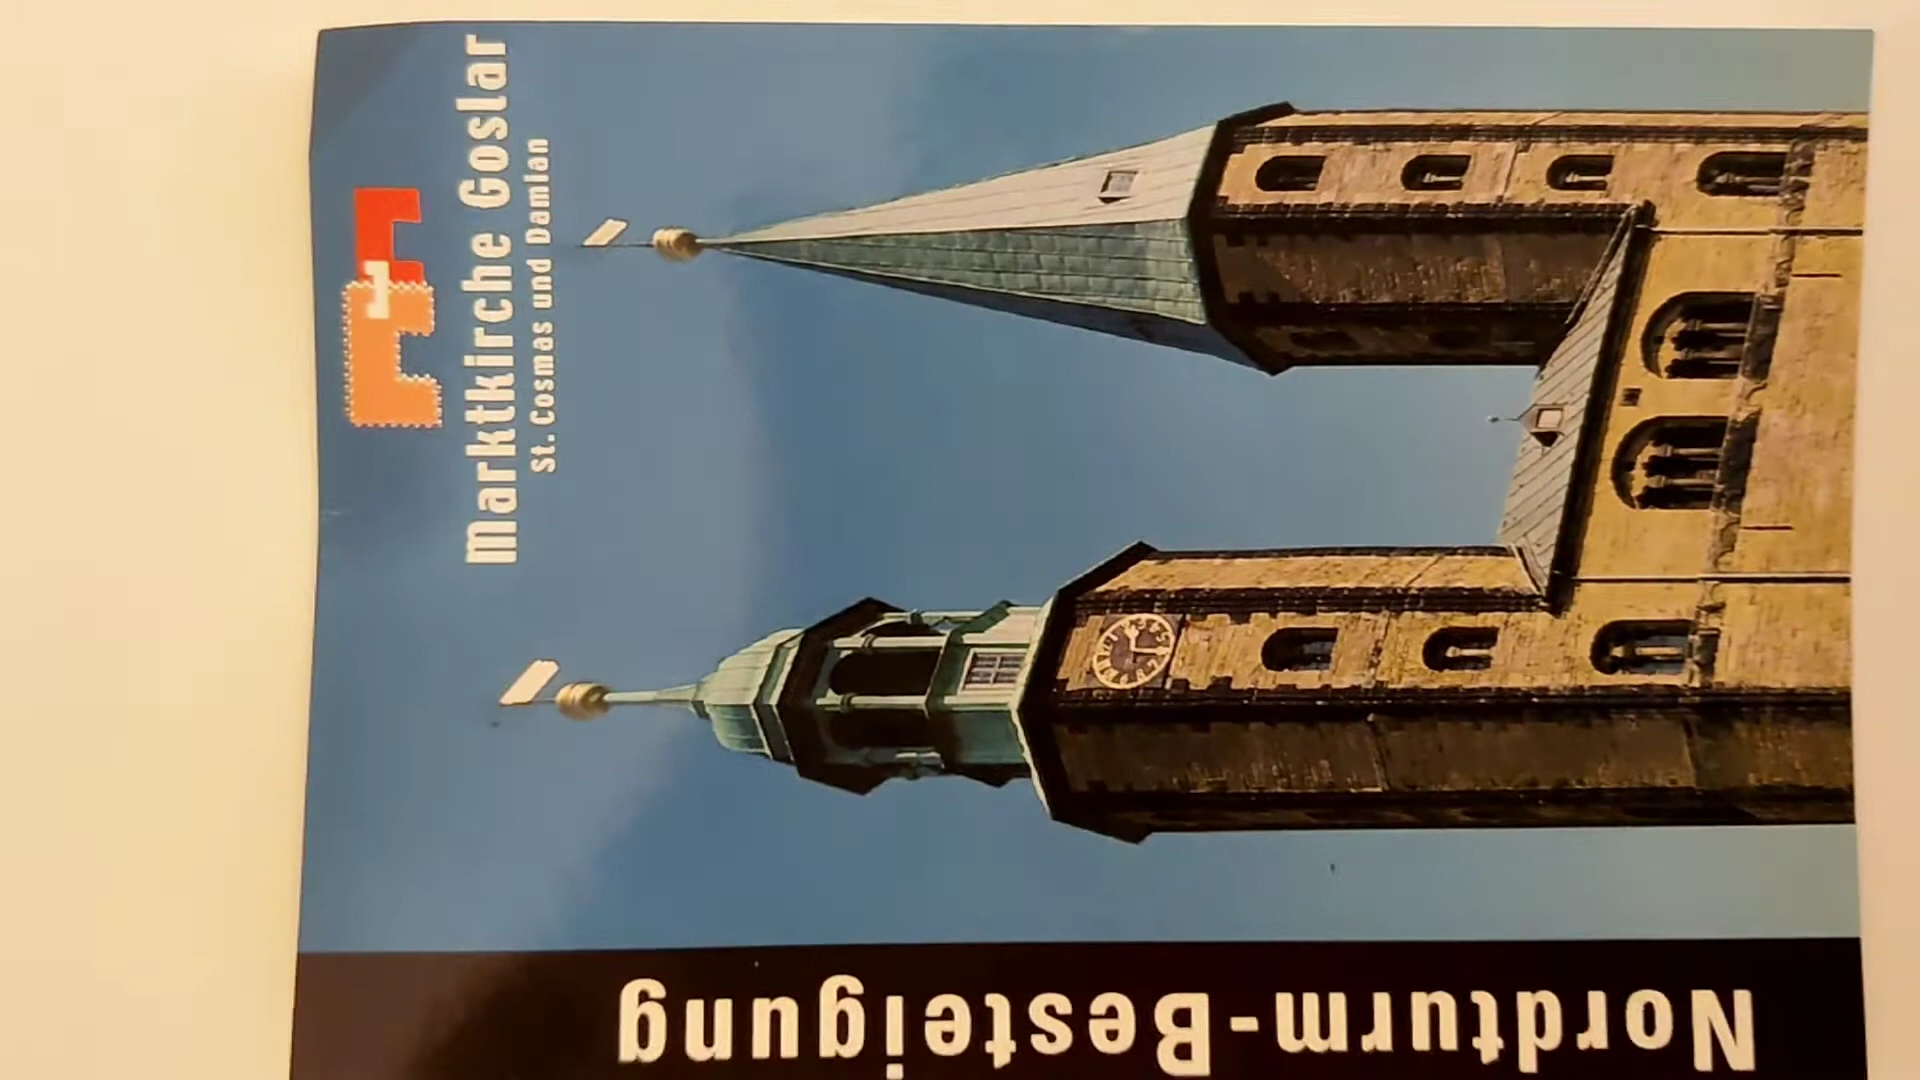 Marktkirche Goslar
St. Cosmas und Damian
Nordturm-Besteigung